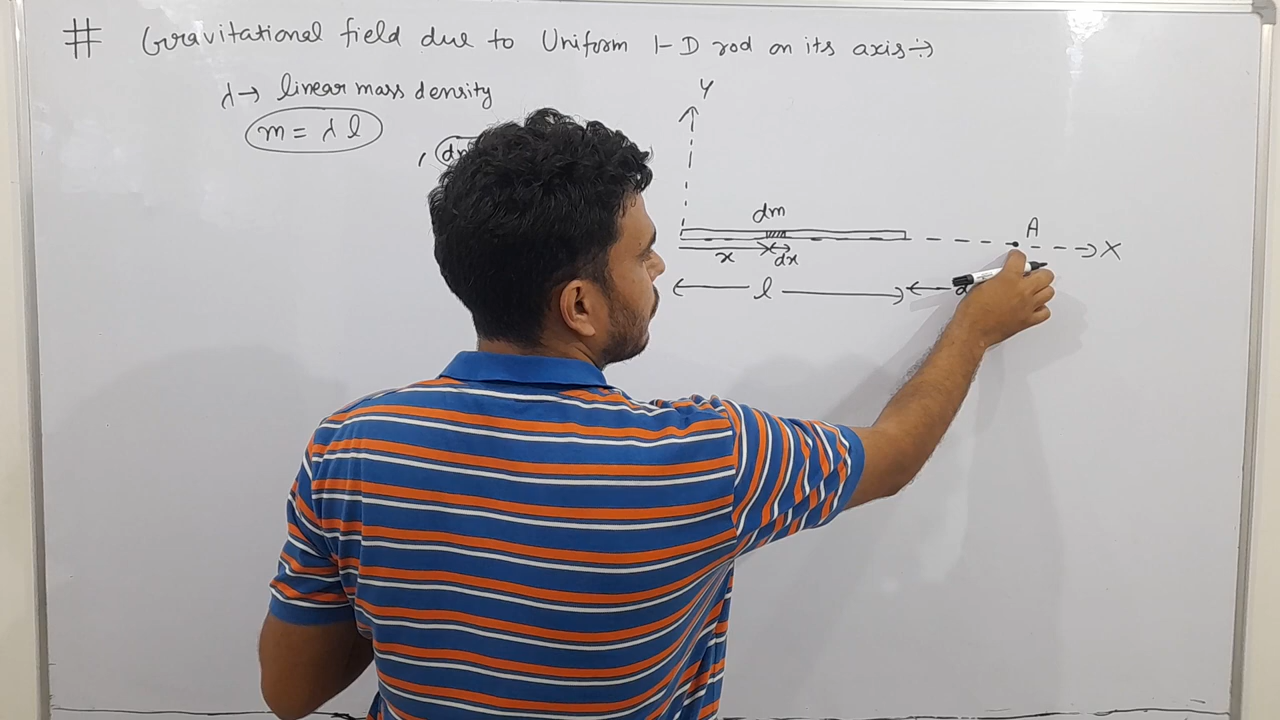 # Gravitational field due to Uniform 1-D rod on its axis :→
λ → linear mass density
m = λ l
Y
dm
A
x dx
X
l